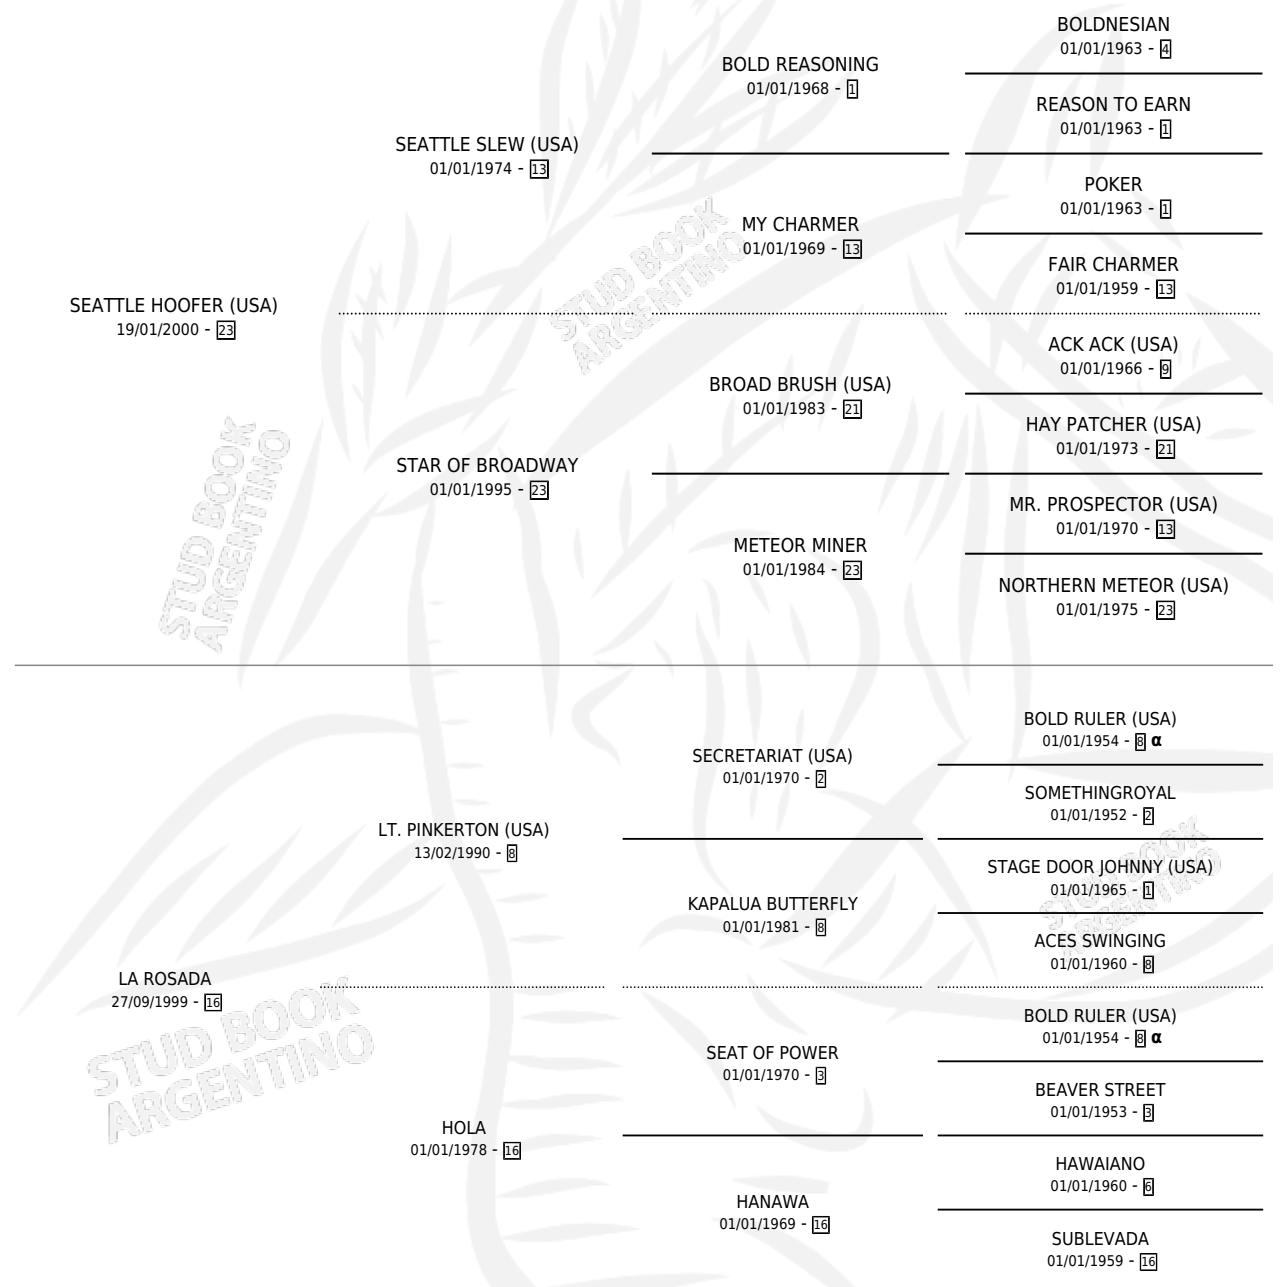 BOLDNESIAN
01/01/1963 - 4
BOLD REASONING
01/01/1968 - 1
REASON TO EARN
01/01/1963 - 1
SEATTLE SLEW (USA)
01/01/1974 - 13
POKER
01/01/1963 - 1
MY CHARMER
01/01/1969 - 13
FAIR CHARMER
01/01/1959 - 13
SEATTLE HOOFER (USA)
19/01/2000 - 23
ACK ACK (USA)
01/01/1966 - 9
BROAD BRUSH (USA)
01/01/1983 - 21
HAY PATCHER (USA)
01/01/1973 - 21
STAR OF BROADWAY
01/01/1995 - 23
MR. PROSPECTOR (USA)
01/01/1970 - 13
METEOR MINER
01/01/1984 - 23
NORTHERN METEOR (USA)
01/01/1975 - 23
BOLD RULER (USA)
01/01/1954 - 8 α
SECRETARIAT (USA)
01/01/1970 - 2
SOMETHINGROYAL
01/01/1952 - 2
LT. PINKERTON (USA)
13/02/1990 - 8
STAGE DOOR JOHNNY (USA)
01/01/1965 - 1
KAPALUA BUTTERFLY
01/01/1981 - 8
ACES SWINGING
01/01/1960 - 8
LA ROSADA
27/09/1999 - 16
BOLD RULER (USA)
01/01/1954 - 8 α
SEAT OF POWER
01/01/1970 - 3
BEAVER STREET
01/01/1953 - 3
HOLA
01/01/1978 - 16
HAWAIANO
01/01/1960 - 6
HANAWA
01/01/1969 - 16
SUBLEVADA
01/01/1959 - 16
STUD BOOK
ARGENTINO
STUD BOOK
ARGENTINO
STUD BOOK
ARGENTINO
STUD BOOK
ARGENTINO